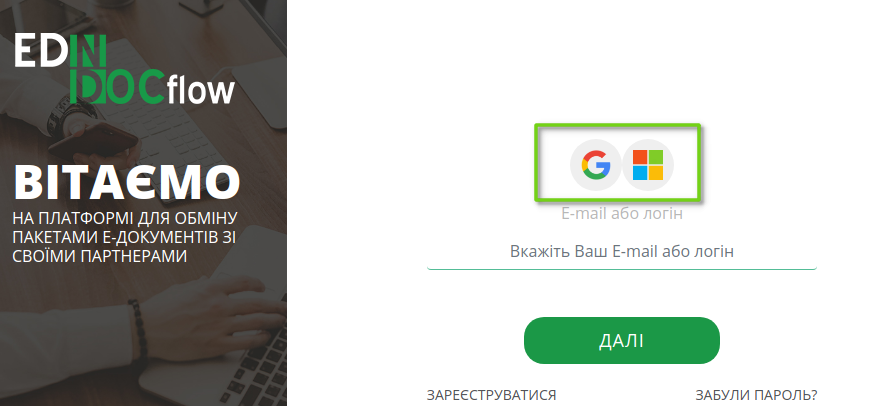 EDIN
DOCflow
ВІТАЄМО
НА ПЛАТФОРМІ ДЛЯ ОБМІНУ
ПАКЕТАМИ Е-ДОКУМЕНТІВ ЗІ
СВОЇМИ ПАРТНЕРАМИ
E-mail або логін
Вкажіть Ваш E-mail або логін
ДАЛІ
ЗАРЕЄСТРУВАТИСЯ
ЗАБУЛИ ПАРОЛЬ?